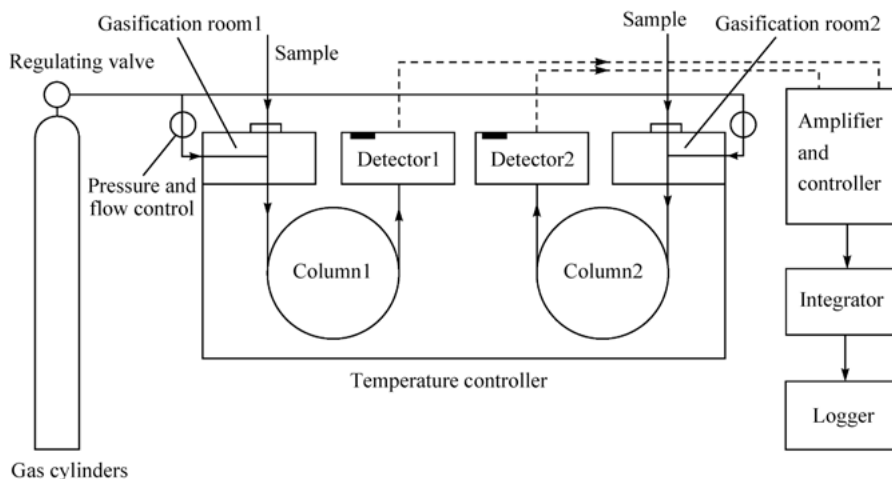 Gasification room1
Sample
Sample
Gasification room2
Regulating valve
Amplifier
and
controller
Detector1
Detector2
Pressure and
flow control
Column1
Column2
Integrator
Temperature controller
Logger
Gas cylinders